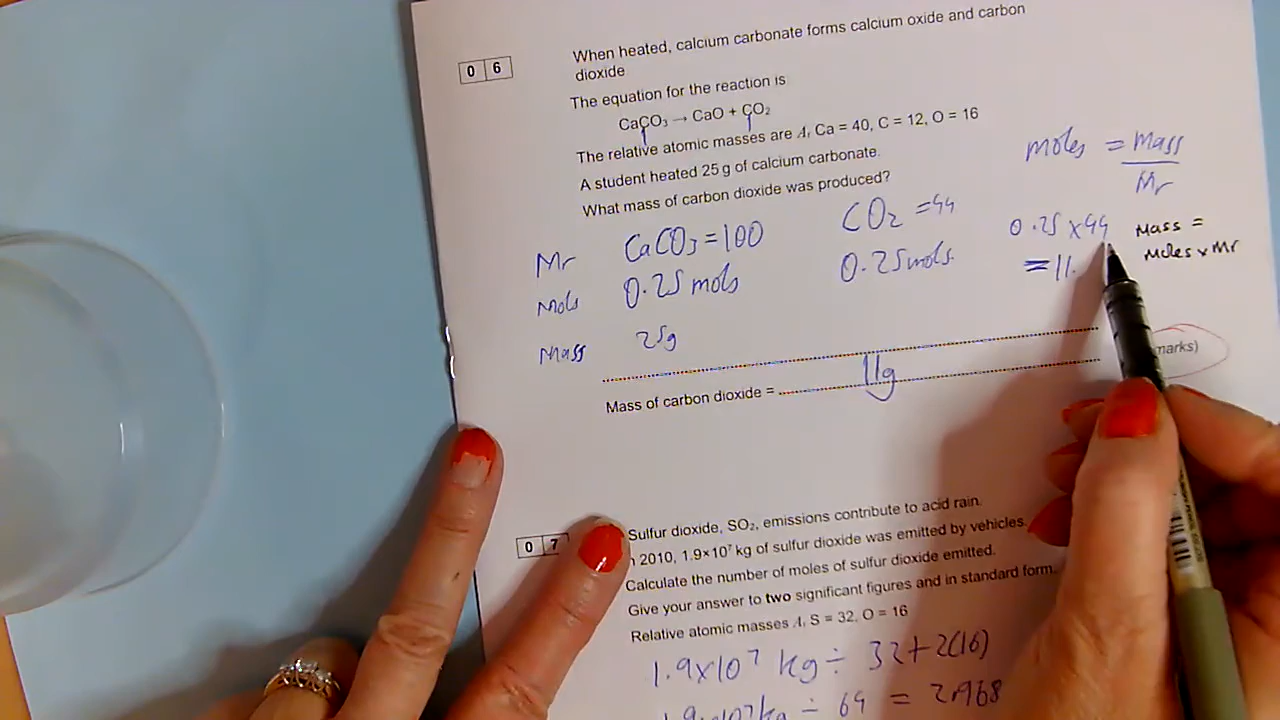 0 6
When heated, calcium carbonate forms calcium oxide and carbon
dioxide
The equation for the reaction is
CaCO₃ → CaO + CO₂
The relative atomic masses are Aᵣ Ca = 40, C = 12, O = 16
A student heated 25 g of calcium carbonate.
What mass of carbon dioxide was produced?
moles = Mass
Mr
Mr CaCO₃ = 100 CO₂ = 44
Mols 0.25 mols 0.25 mols.
Mass 25g
0.25 x 44
= 11.
Mass =
Moles x Mr
marks)
Mass of carbon dioxide = 11g
0 7
Sulfur dioxide, SO₂, emissions contribute to acid rain.
2010, 1.9×10⁷ kg of sulfur dioxide was emitted by vehicles.
Calculate the number of moles of sulfur dioxide emitted.
Give your answer to two significant figures and in standard form.
Relative atomic masses Aᵣ S = 32, O = 16
1.9x10⁷ kg ÷ 32+2(16)
kg ÷ 64 =